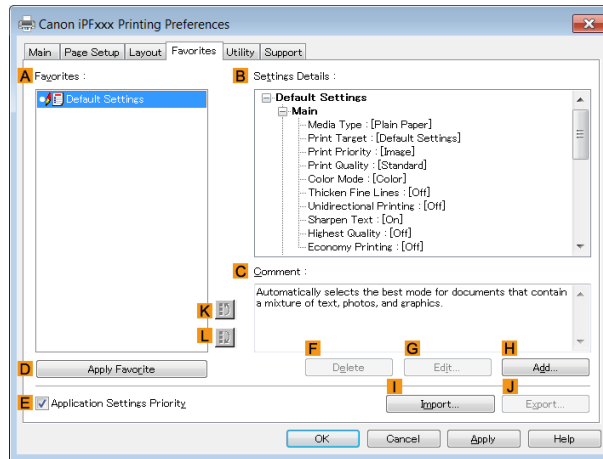 Canon iPFxxx Printing Preferences
Main Page Setup Layout Favorites Utility Support
A Favorites :
Default Settings
B Settings Details :
Default Settings
Main
Media Type : [Plain Paper]
Print Target : [Default Settings]
Print Priority : [Image]
Print Quality : [Standard]
Color Mode : [Color]
Thicken Fine Lines : [Off]
Unidirectional Printing : [Off]
Sharpen Text : [On]
Highest Quality : [Off]
Economy Printing : [Off]
C Comment :
Automatically selects the best mode for documents that contain
a mixture of text, photos, and graphics.
K
L
D Apply Favorite
F Delete
G Edit...
H Add...
E Application Settings Priority
I Import...
J Export...
OK Cancel Apply Help